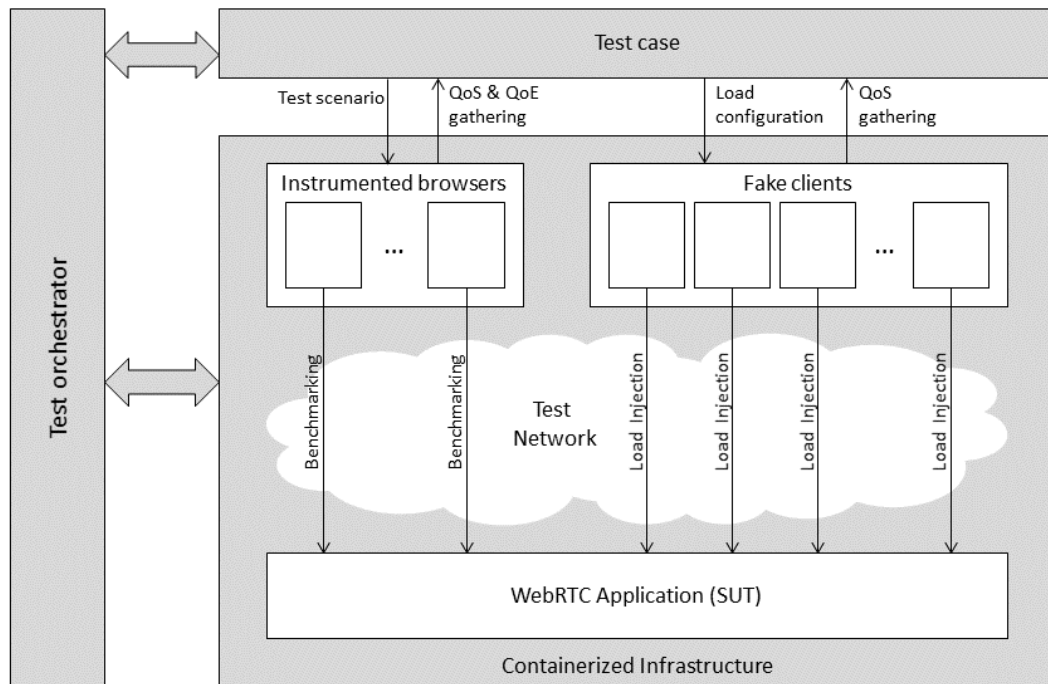 Test case
Test scenario
QoS & QoE
gathering
Load
configuration
QoS
gathering
Instrumented browsers
...
Fake clients
...
Test orchestrator
Benchmarking
Benchmarking
Test
Network
Load Injection
Load Injection
Load Injection
Load Injection
WebRTC Application (SUT)
Containerized Infrastructure